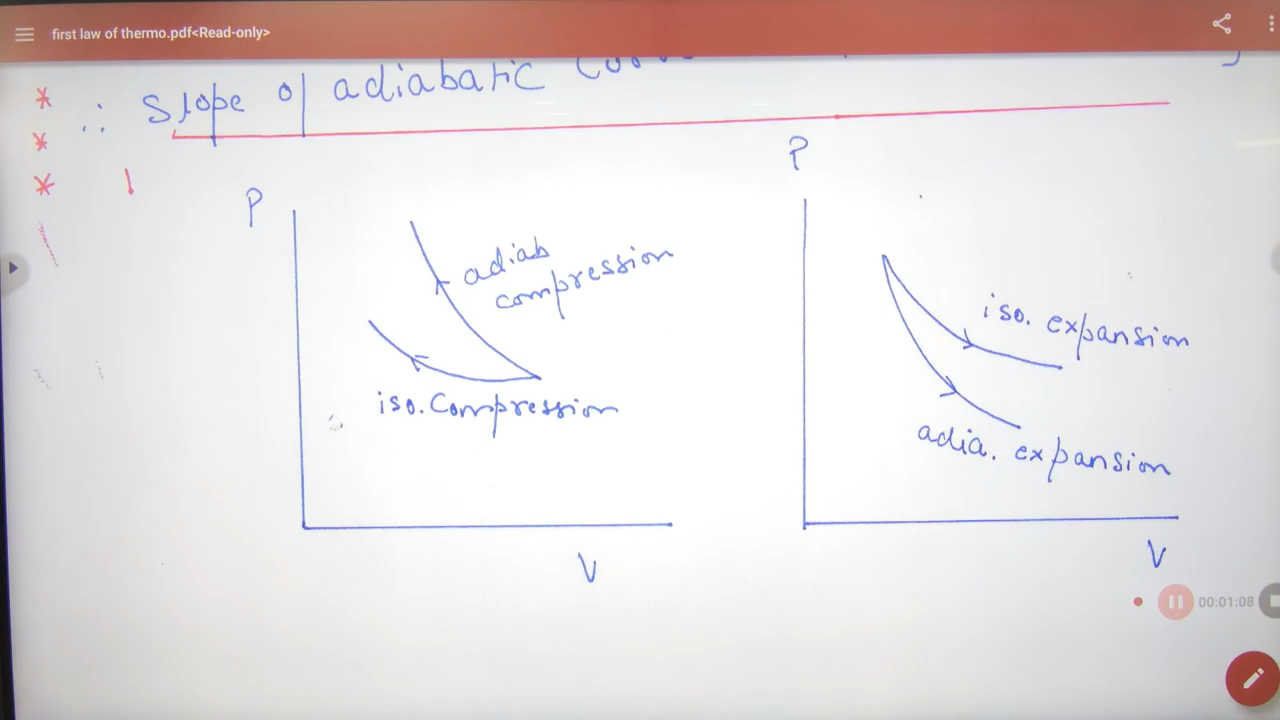 first law of thermo.pdf<Read-only>
∴ Slope of adiabatic
P
P
adiab
compression
iso. expansion
iso. Compression
adia. expansion
V
V
00:01:08